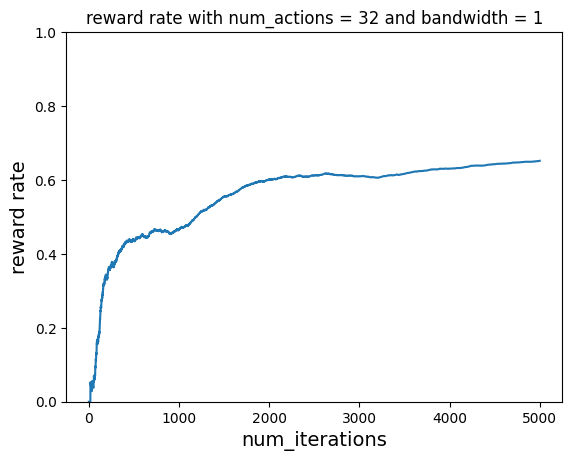 reward rate with num_actions = 32 and bandwidth = 1
1.0
0.8
0.6
0.4
0.2
0.0
reward rate
0 1000 2000 3000 4000 5000
num_iterations